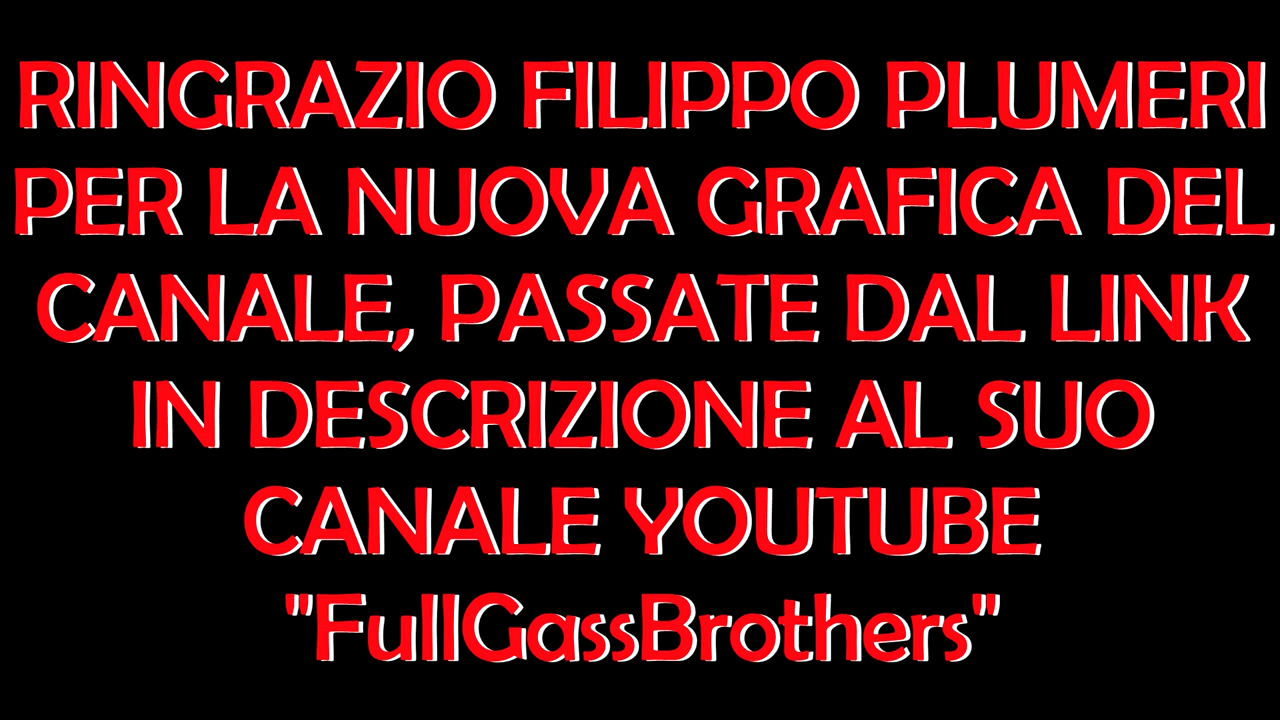 RINGRAZIO FILIPPO PLUMERI
PER LA NUOVA GRAFICA DEL
CANALE, PASSATE DAL LINK
IN DESCRIZIONE AL SUO
CANALE YOUTUBE
"FullGassBrothers"